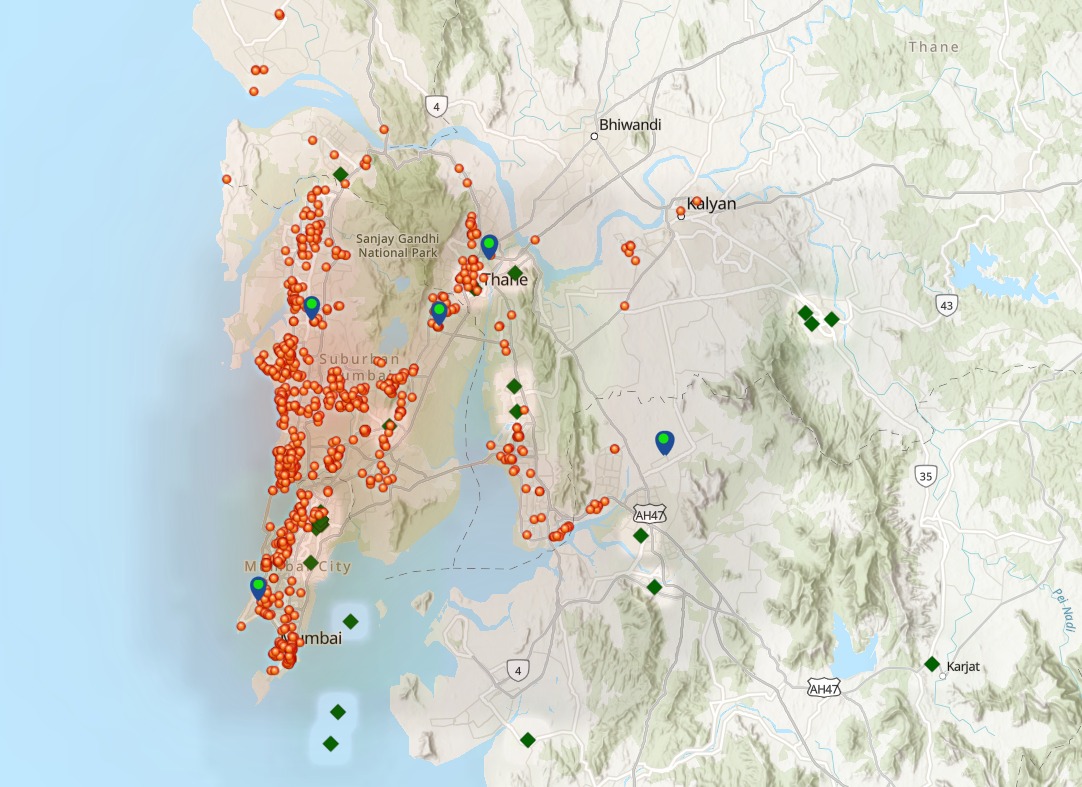 Thane
4
Bhiwandi
Kalyan
Sanjay Gandhi
National Park
Thane
43
Suburban
Mumbai
35
AH47
Mumbai City
Pej Nadi
Mumbai
4
Karjat
AH47